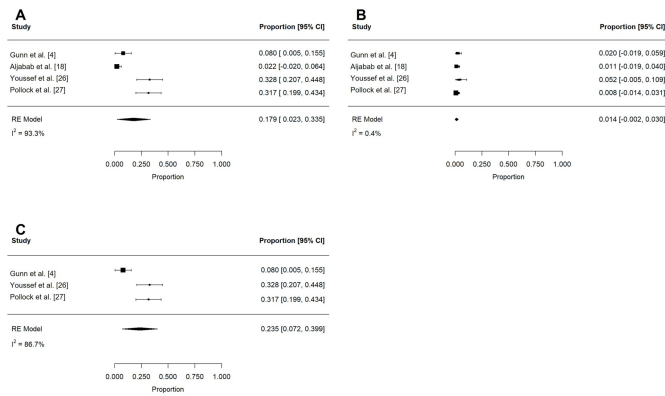 A
Study Proportion [95% CI]
Gunn et al. [4] 0.080 [ 0.005, 0.155]
Aljabab et al. [18] 0.022 [-0.020, 0.064]
Youssef et al. [26] 0.328 [ 0.207, 0.448]
Pollock et al. [27] 0.317 [ 0.199, 0.434]
RE Model 0.179 [ 0.023, 0.335]
I² = 93.3%
0.000 0.250 0.500 0.750 1.000
Proportion
B
Study Proportion [95% CI]
Gunn et al. [4] 0.020 [-0.019, 0.059]
Aljabab et al. [18] 0.011 [-0.019, 0.040]
Youssef et al. [26] 0.052 [-0.005, 0.109]
Pollock et al. [27] 0.008 [-0.014, 0.031]
RE Model 0.014 [-0.002, 0.030]
I² = 0.4%
0.000 0.250 0.500 0.750 1.000
Proportion
C
Study Proportion [95% CI]
Gunn et al. [4] 0.080 [0.005, 0.155]
Youssef et al. [26] 0.328 [0.207, 0.448]
Pollock et al. [27] 0.317 [0.199, 0.434]
RE Model 0.235 [0.072, 0.399]
I² = 86.7%
0.000 0.250 0.500 0.750 1.000
Proportion